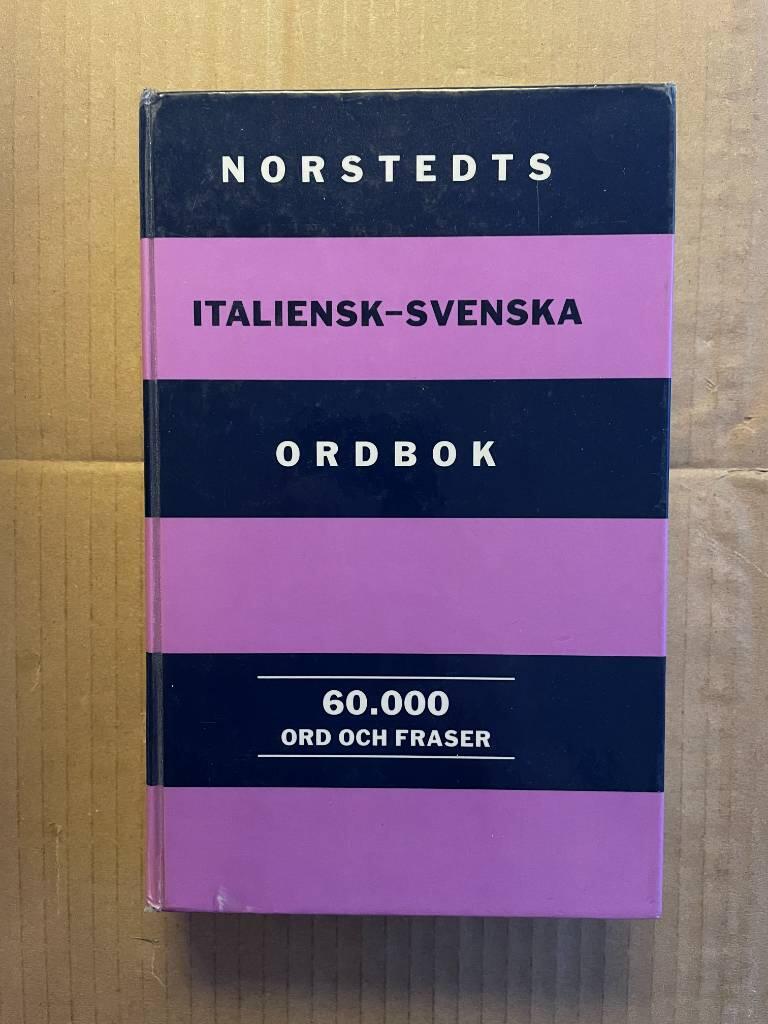 NORSTEDTS
ITALIENSK–SVENSKA
ORDBOK
60.000
ORD OCH FRASER